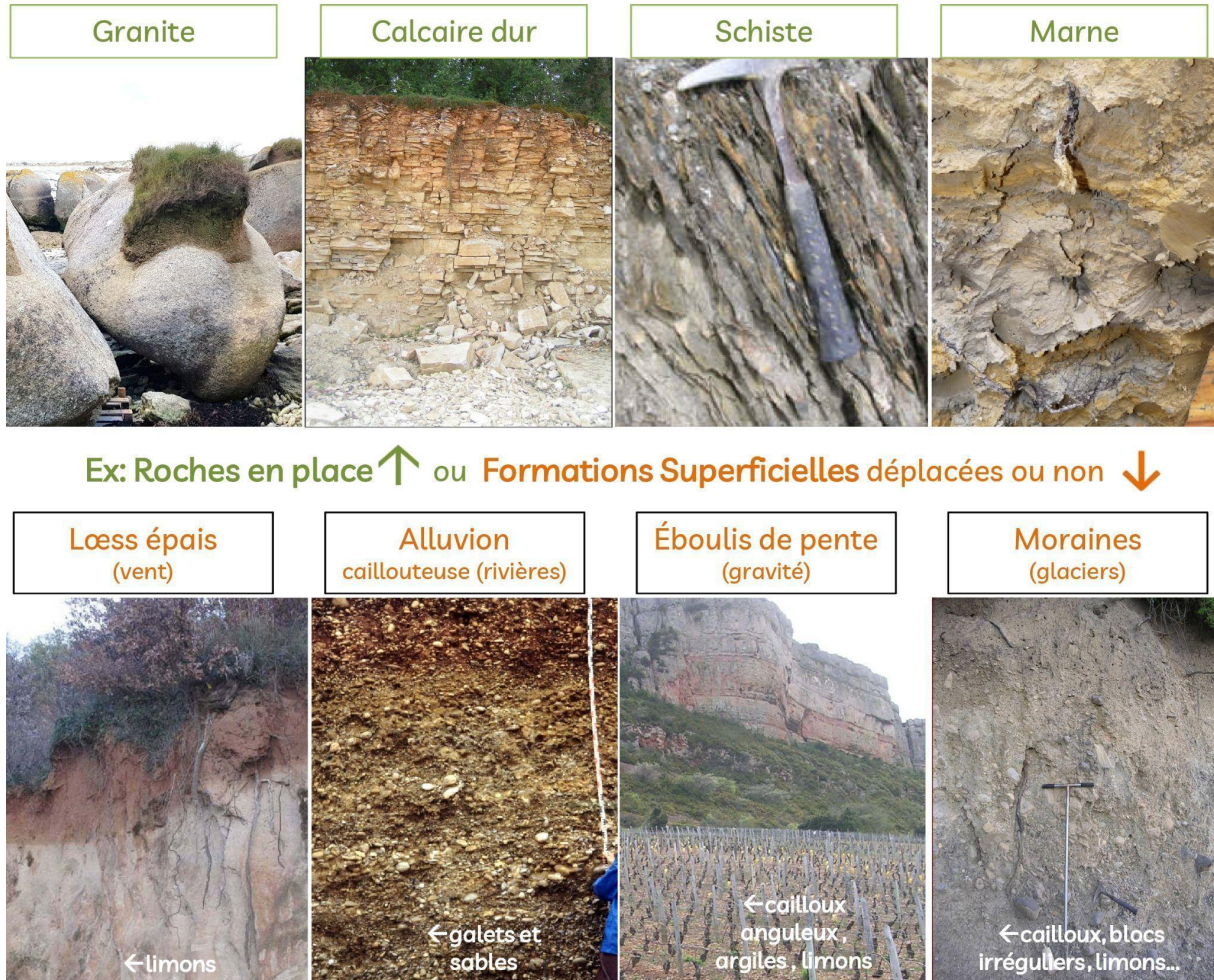 Granite
Calcaire dur
Schiste
Marne
Ex: Roches en place ↑ ou Formations Superficielles déplacées ou non ↓
Lœss épais
(vent)
Alluvion
caillouteuse (rivières)
Éboulis de pente
(gravité)
Moraines
(glaciers)
←limons
←galets et
sables
←cailloux
anguleux,
argiles, limons
←cailloux, blocs
irréguliers, limons...